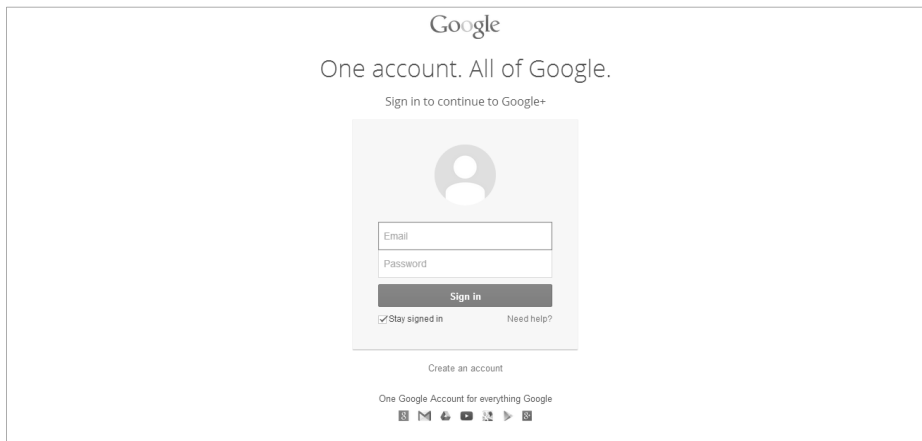 Google
One account. All of Google.
Sign in to continue to Google+
Email
Password
Sign in
Stay signed in Need help?
Create an account
One Google Account for everything Google